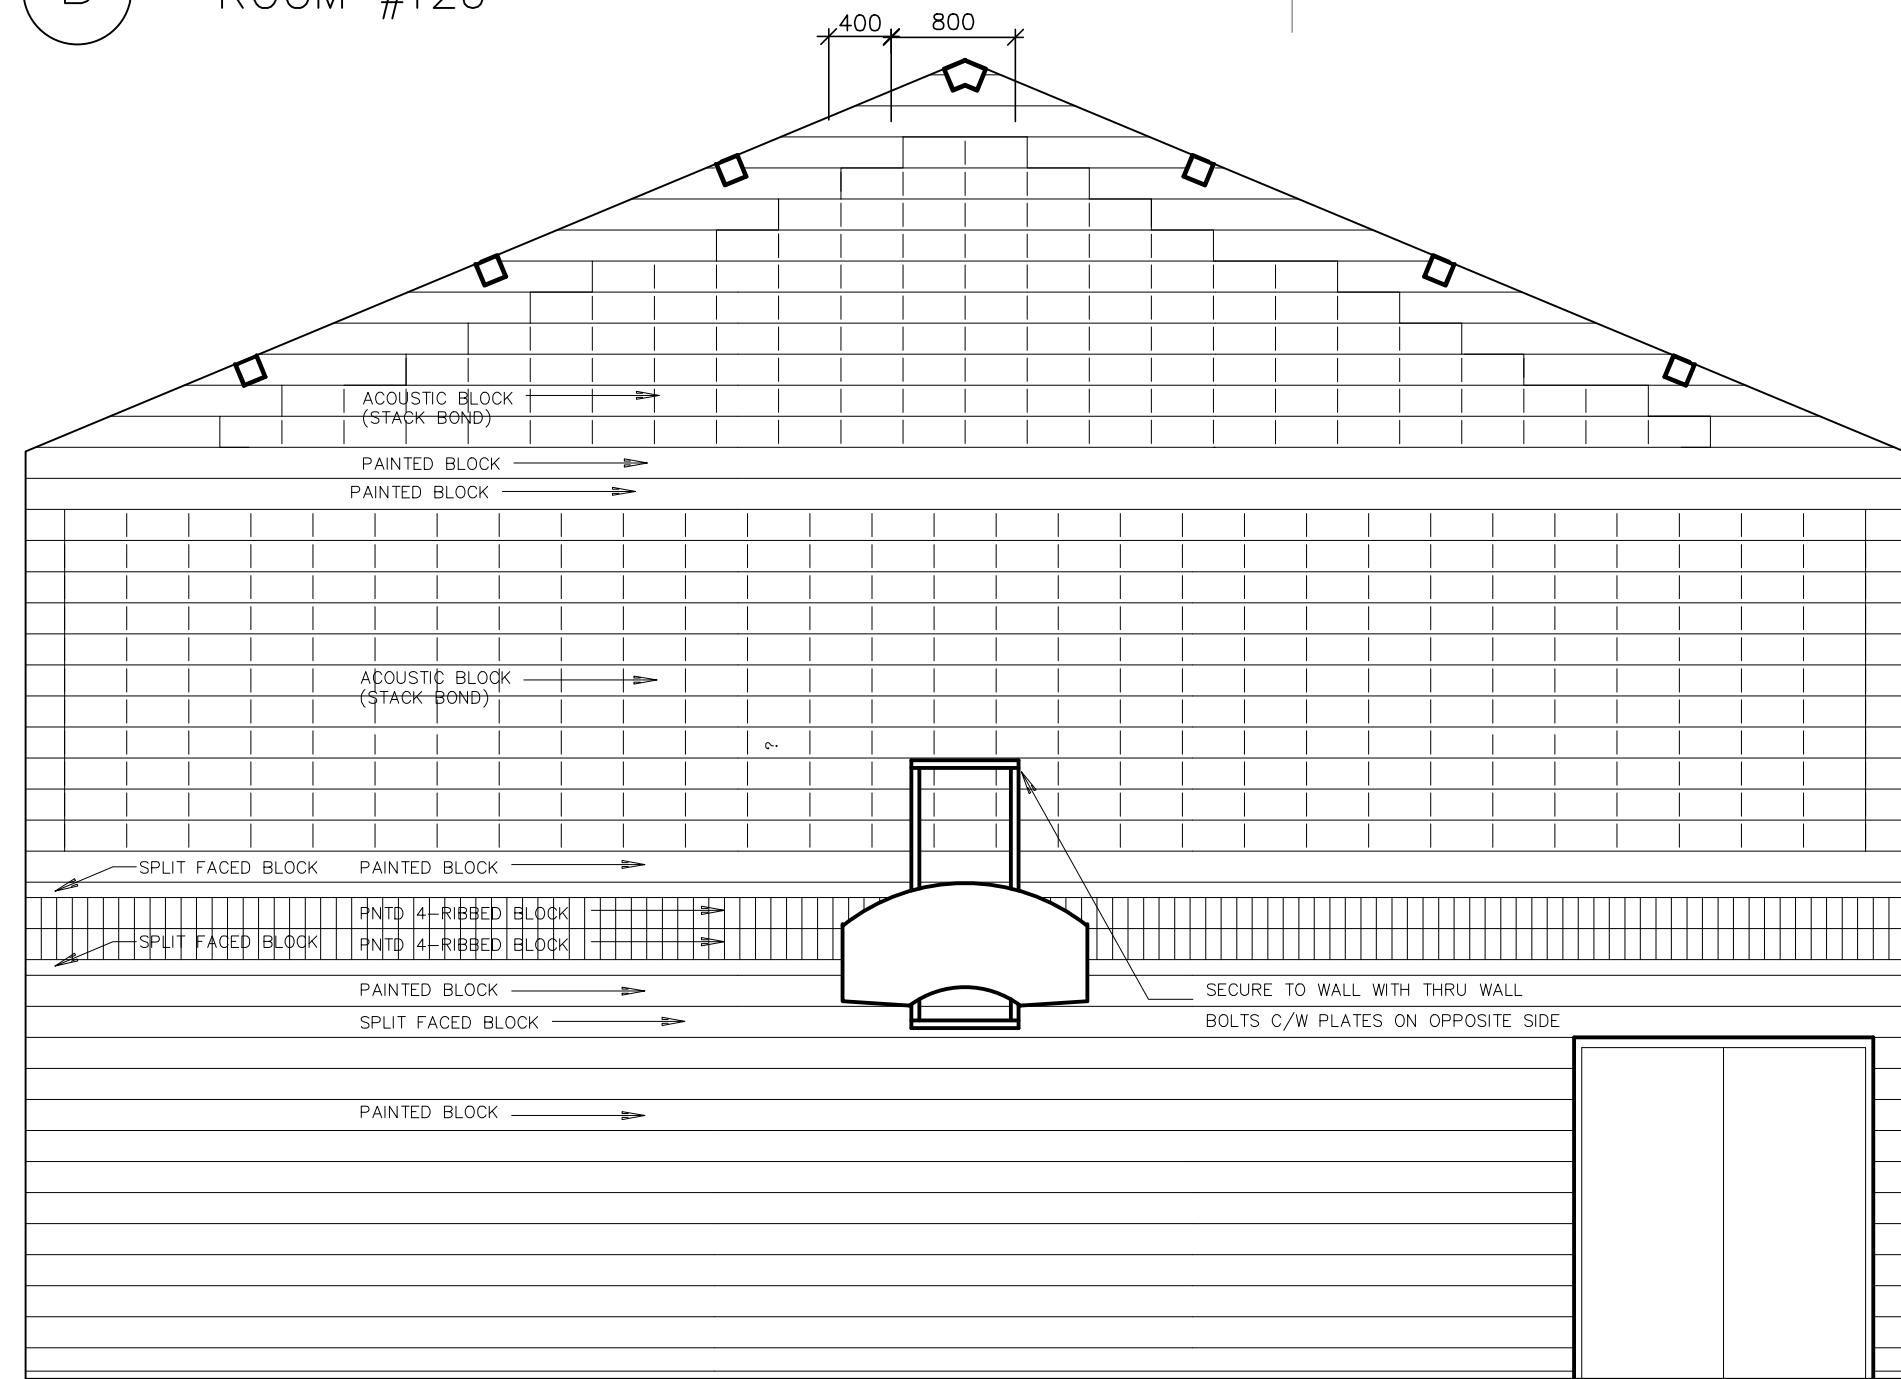 400 800
ACOUSTIC BLOCK
(STACK BOND)
PAINTED BLOCK
PAINTED BLOCK
ACOUSTIC BLOCK
(STACK BOND)
?
SPLIT FACED BLOCK PAINTED BLOCK
PNTD 4-RIBBED BLOCK
SPLIT FACED BLOCK PNTD 4-RIBBED BLOCK
PAINTED BLOCK
SECURE TO WALL WITH THRU WALL
SPLIT FACED BLOCK
BOLTS C/W PLATES ON OPPOSITE SIDE
PAINTED BLOCK